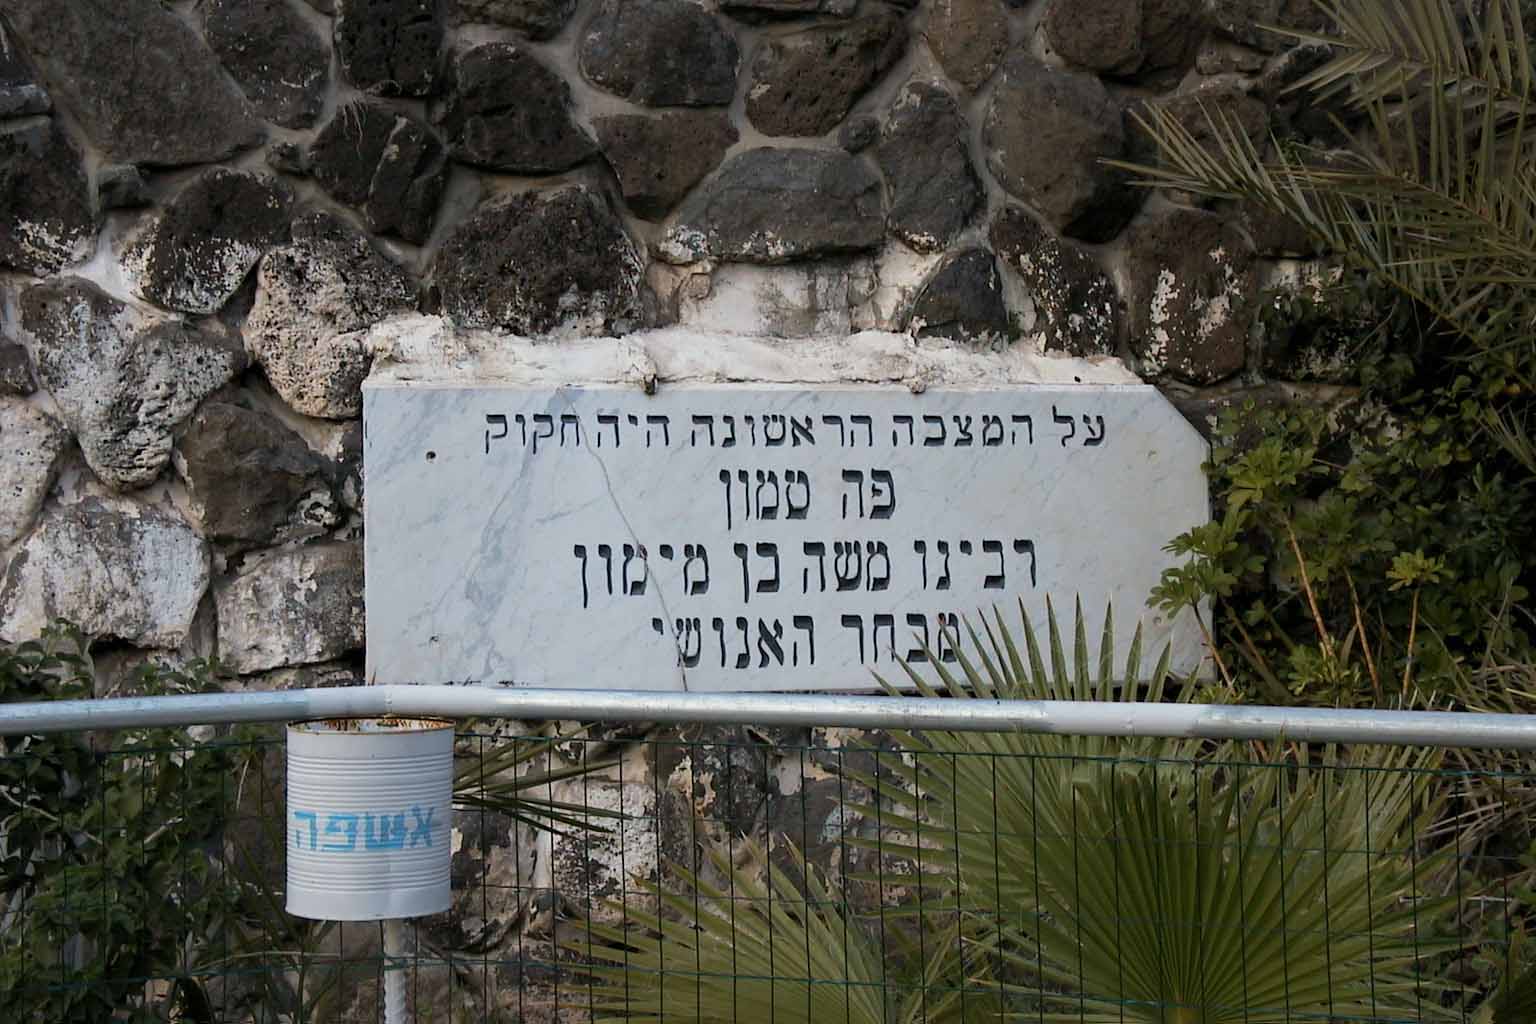 על המצבה הראשונה היה חקוק
פה טמון
רבינו משה בן מימון
מבחר האנושי
אשפה